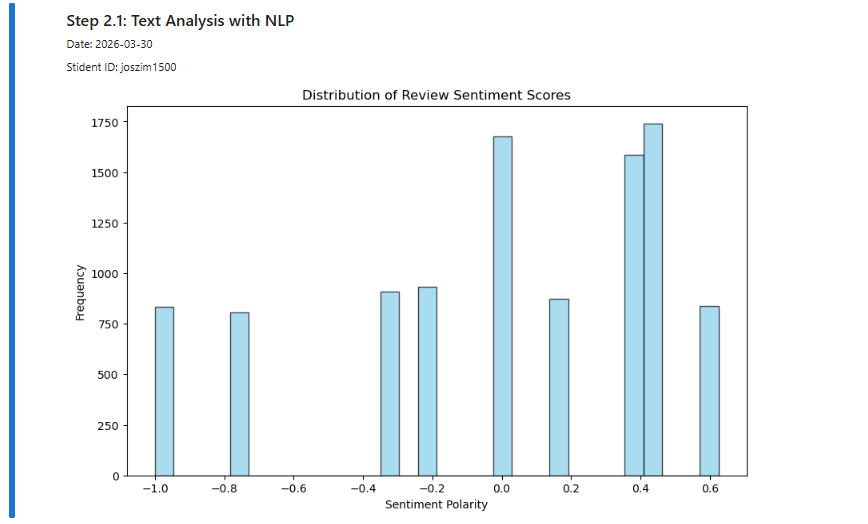 Step 2.1: Text Analysis with NLP
Date: 2026-03-30
Stident ID: joszim1500
Distribution of Review Sentiment Scores
1750
1500
1250
1000
750
500
250
0
Frequency
−1.0 −0.8 −0.6 −0.4 −0.2 0.0 0.2 0.4 0.6
Sentiment Polarity